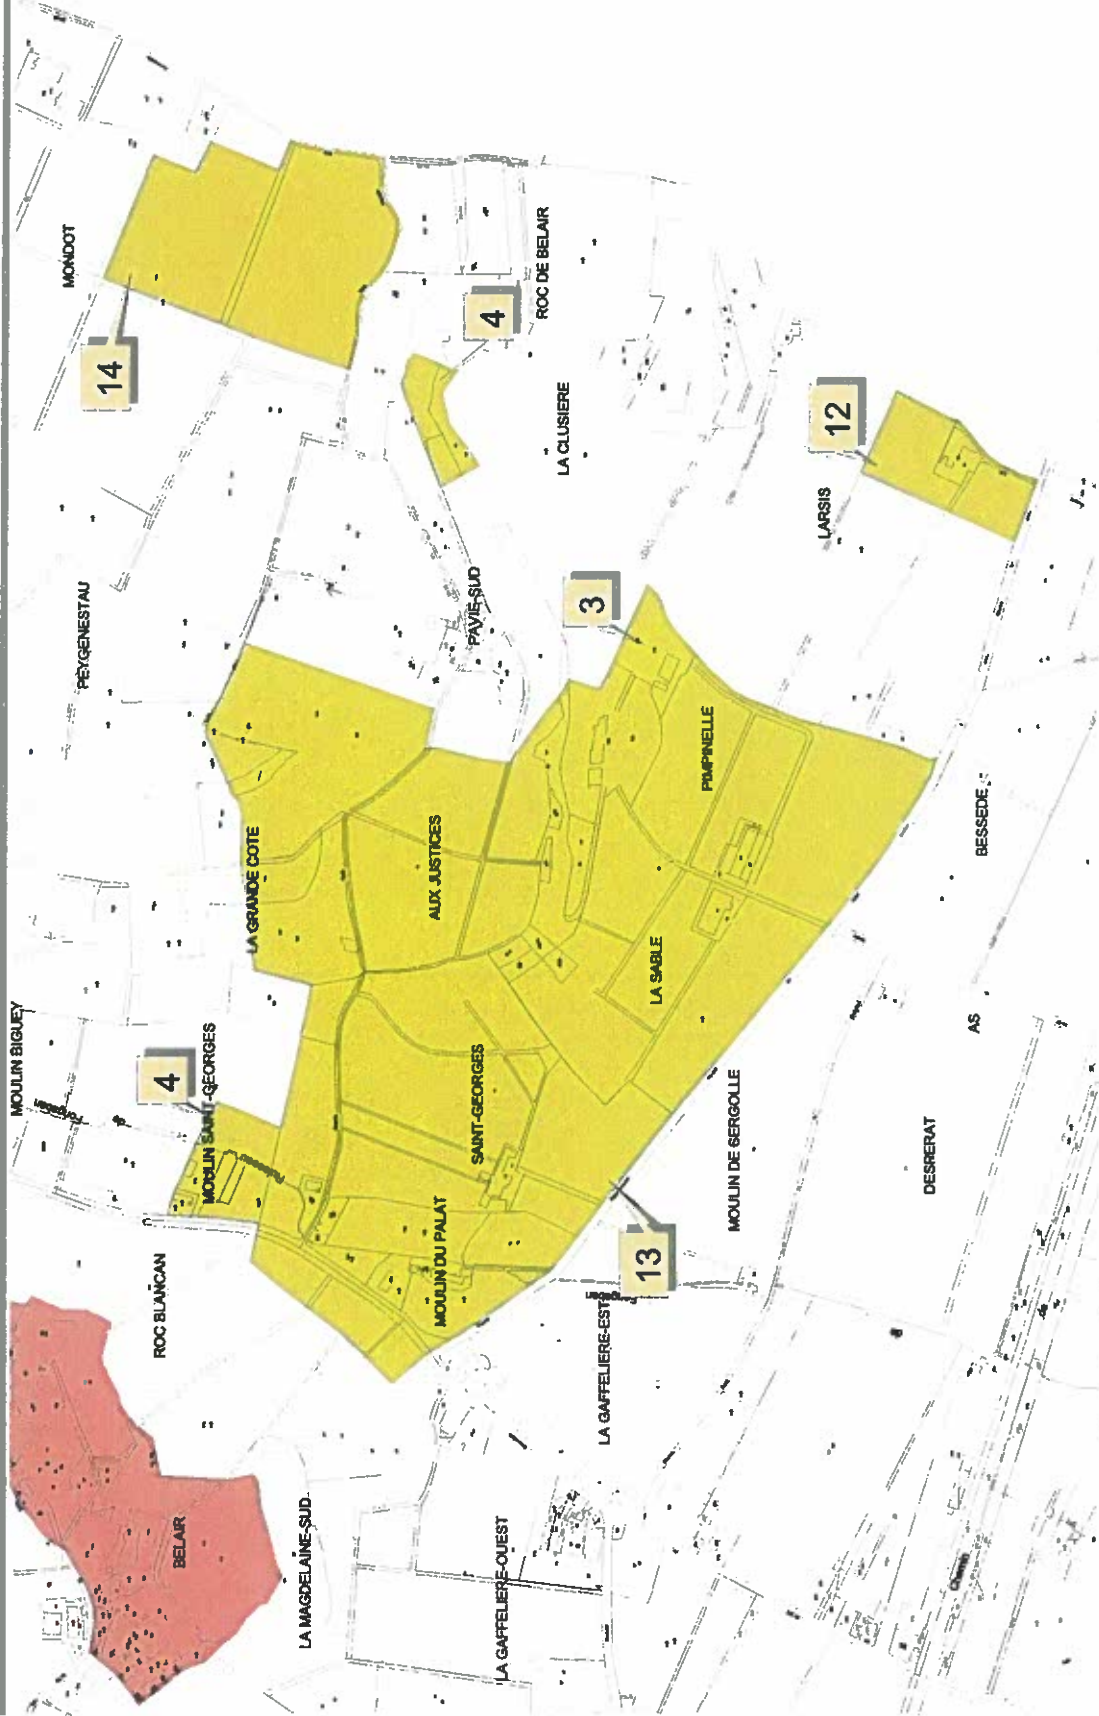 MOULIN BIGUEY
PEYGENESTAU
MONDOT
14
4
MOULIN SAINT-GEORGES
ROC BLANCAN
BELAIR
LA GRANDE COTE
LA MAGDELAINE-SUD
AUX JUSTICES
PAVIE-SUD
4
ROC DE BELAIR
SAINT-GEORGES
MOULIN DU PALAT
LA GAFFELIERE-OUEST
LA CLUSIERE
3
LA GAFFELIERE-EST
13
LA SABLE
PIMPINELLE
MOULIN DE BERGOLLE
12
LARSIS
DESRERAT
AS
BESSEDE